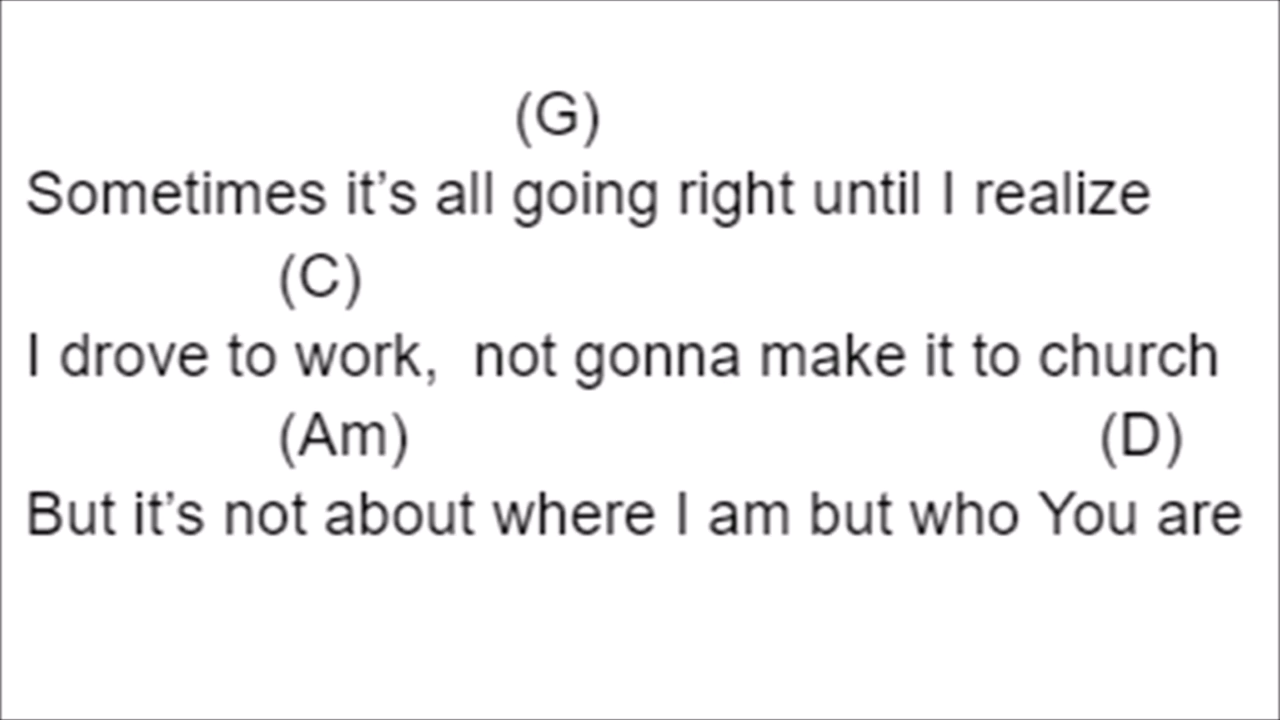 (G)
Sometimes it’s all going right until I realize
(C)
I drove to work,  not gonna make it to church
(Am) (D)
But it’s not about where I am but who You are